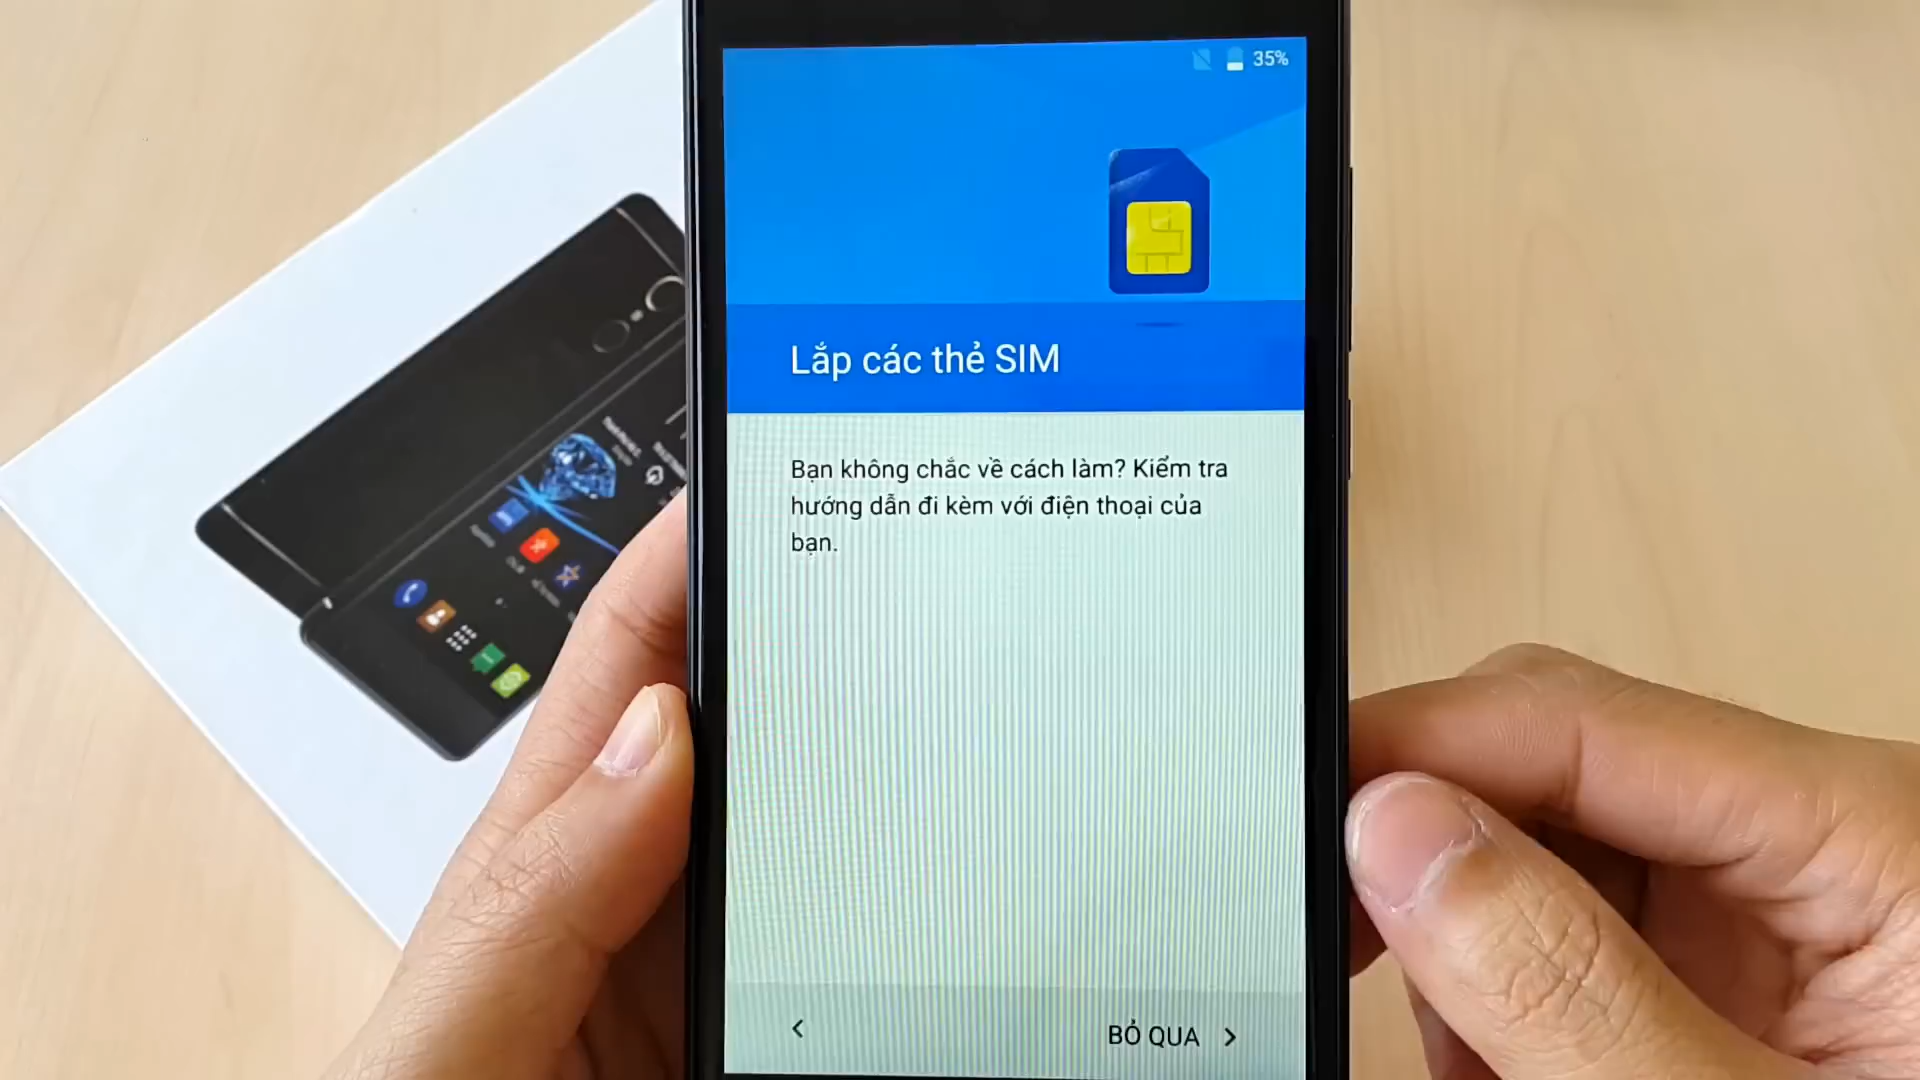 35%
Lắp các thẻ SIM
Bạn không chắc về cách làm? Kiểm tra
hướng dẫn đi kèm với điện thoại của
bạn.
BỎ QUA